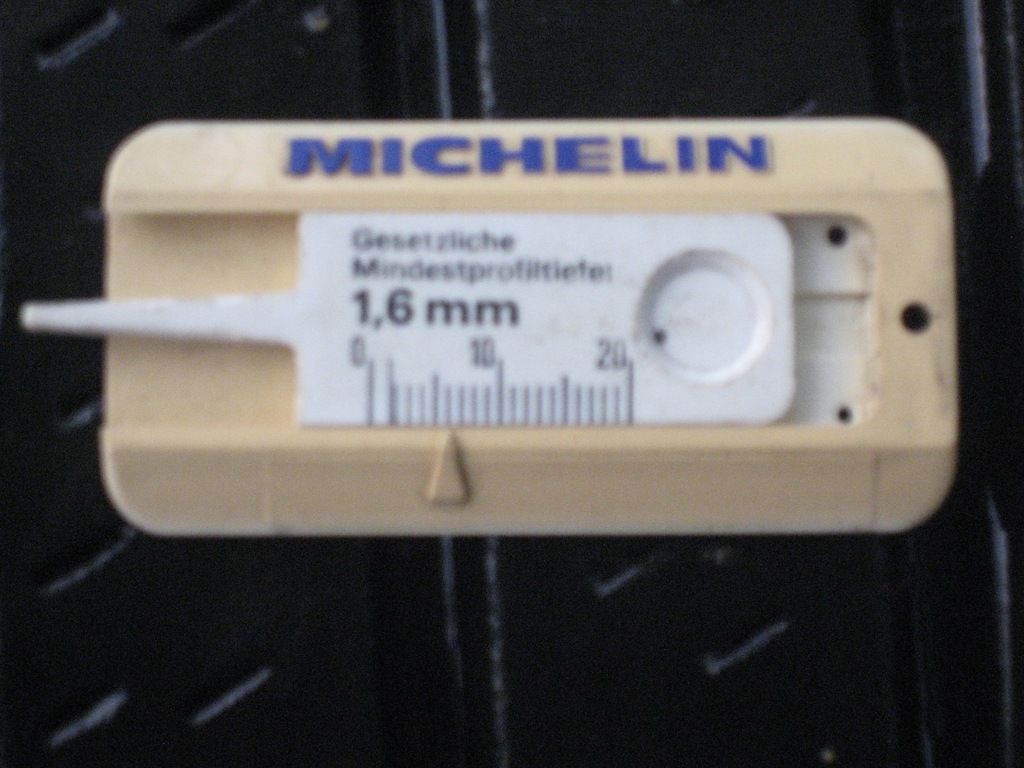 MICHELIN
Gesetzliche
Mindestprofiltiefe:
1,6 mm
0 10 20